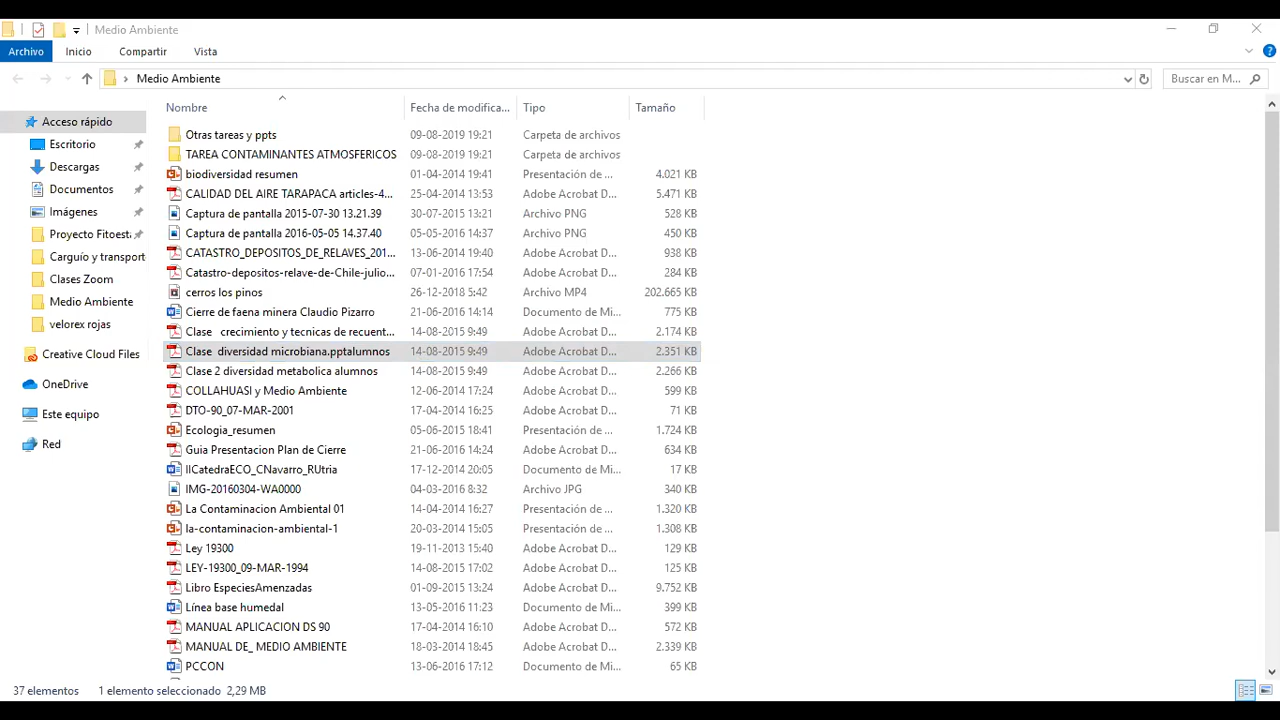 Medio Ambiente
Archivo Inicio Compartir Vista
Medio Ambiente Buscar en M...
Acceso rápido
Escritorio
Descargas
Documentos
Imágenes
Proyecto Fitoesta
Carguío y transport
Clases Zoom
Medio Ambiente
velorex rojas
Creative Cloud Files
OneDrive
Este equipo
Red
Nombre Fecha de modifica... Tipo Tamaño
Otras tareas y ppts 09-08-2019 19:21 Carpeta de archivos
TAREA CONTAMINANTES ATMOSFERICOS 09-08-2019 19:21 Carpeta de archivos
biodiversidad resumen 01-04-2014 19:41 Presentación de ... 4.021 KB
CALIDAD DEL AIRE TARAPACA articles-4... 25-04-2014 13:53 Adobe Acrobat D... 5.471 KB
Captura de pantalla 2015-07-30 13.21.39 30-07-2015 13:21 Archivo PNG 528 KB
Captura de pantalla 2016-05-05 14.37.40 05-05-2016 14:37 Archivo PNG 450 KB
CATASTRO_DEPOSITOS_DE_RELAVES_201... 13-06-2014 19:40 Adobe Acrobat D... 938 KB
Catastro-depositos-relave-de-Chile-julio... 07-01-2016 17:54 Adobe Acrobat D... 284 KB
cerros los pinos 26-12-2018 5:42 Archivo MP4 202.665 KB
Cierre de faena minera Claudio Pizarro 21-06-2016 14:14 Documento de Mi... 775 KB
Clase crecimiento y tecnicas de recuent... 14-08-2015 9:49 Adobe Acrobat D... 2.174 KB
Clase diversidad microbiana.pptalumnos 14-08-2015 9:49 Adobe Acrobat D... 2.351 KB
Clase 2 diversidad metabolica alumnos 14-08-2015 9:49 Adobe Acrobat D... 2.266 KB
COLLAHUASI y Medio Ambiente 12-06-2014 17:24 Adobe Acrobat D... 599 KB
DTO-90_07-MAR-2001 17-04-2014 16:25 Adobe Acrobat D... 71 KB
Ecologia_resumen 05-06-2015 18:41 Presentación de ... 1.724 KB
Guia Presentacion Plan de Cierre 21-06-2016 14:24 Adobe Acrobat D... 634 KB
IICatedraECO_CNavarro_RUtria 17-12-2014 20:05 Documento de Mi... 17 KB
IMG-20160304-WA0000 04-03-2016 8:32 Archivo JPG 340 KB
La Contaminacion Ambiental 01 14-04-2014 16:27 Presentación de ... 1.320 KB
la-contaminacion-ambiental-1 20-03-2014 15:05 Presentación de ... 1.308 KB
Ley 19300 19-11-2013 15:40 Adobe Acrobat D... 129 KB
LEY-19300_09-MAR-1994 14-08-2015 17:02 Adobe Acrobat D... 125 KB
Libro EspeciesAmenzadas 01-09-2015 13:24 Adobe Acrobat D... 9.752 KB
Línea base humedal 13-05-2016 11:23 Documento de Mi... 399 KB
MANUAL APLICACION DS 90 17-04-2014 16:10 Adobe Acrobat D... 572 KB
MANUAL DE_ MEDIO AMBIENTE 18-03-2014 18:45 Adobe Acrobat D... 2.339 KB
PCCON 13-06-2016 17:12 Documento de Mi... 65 KB
37 elementos 1 elemento seleccionado 2,29 MB